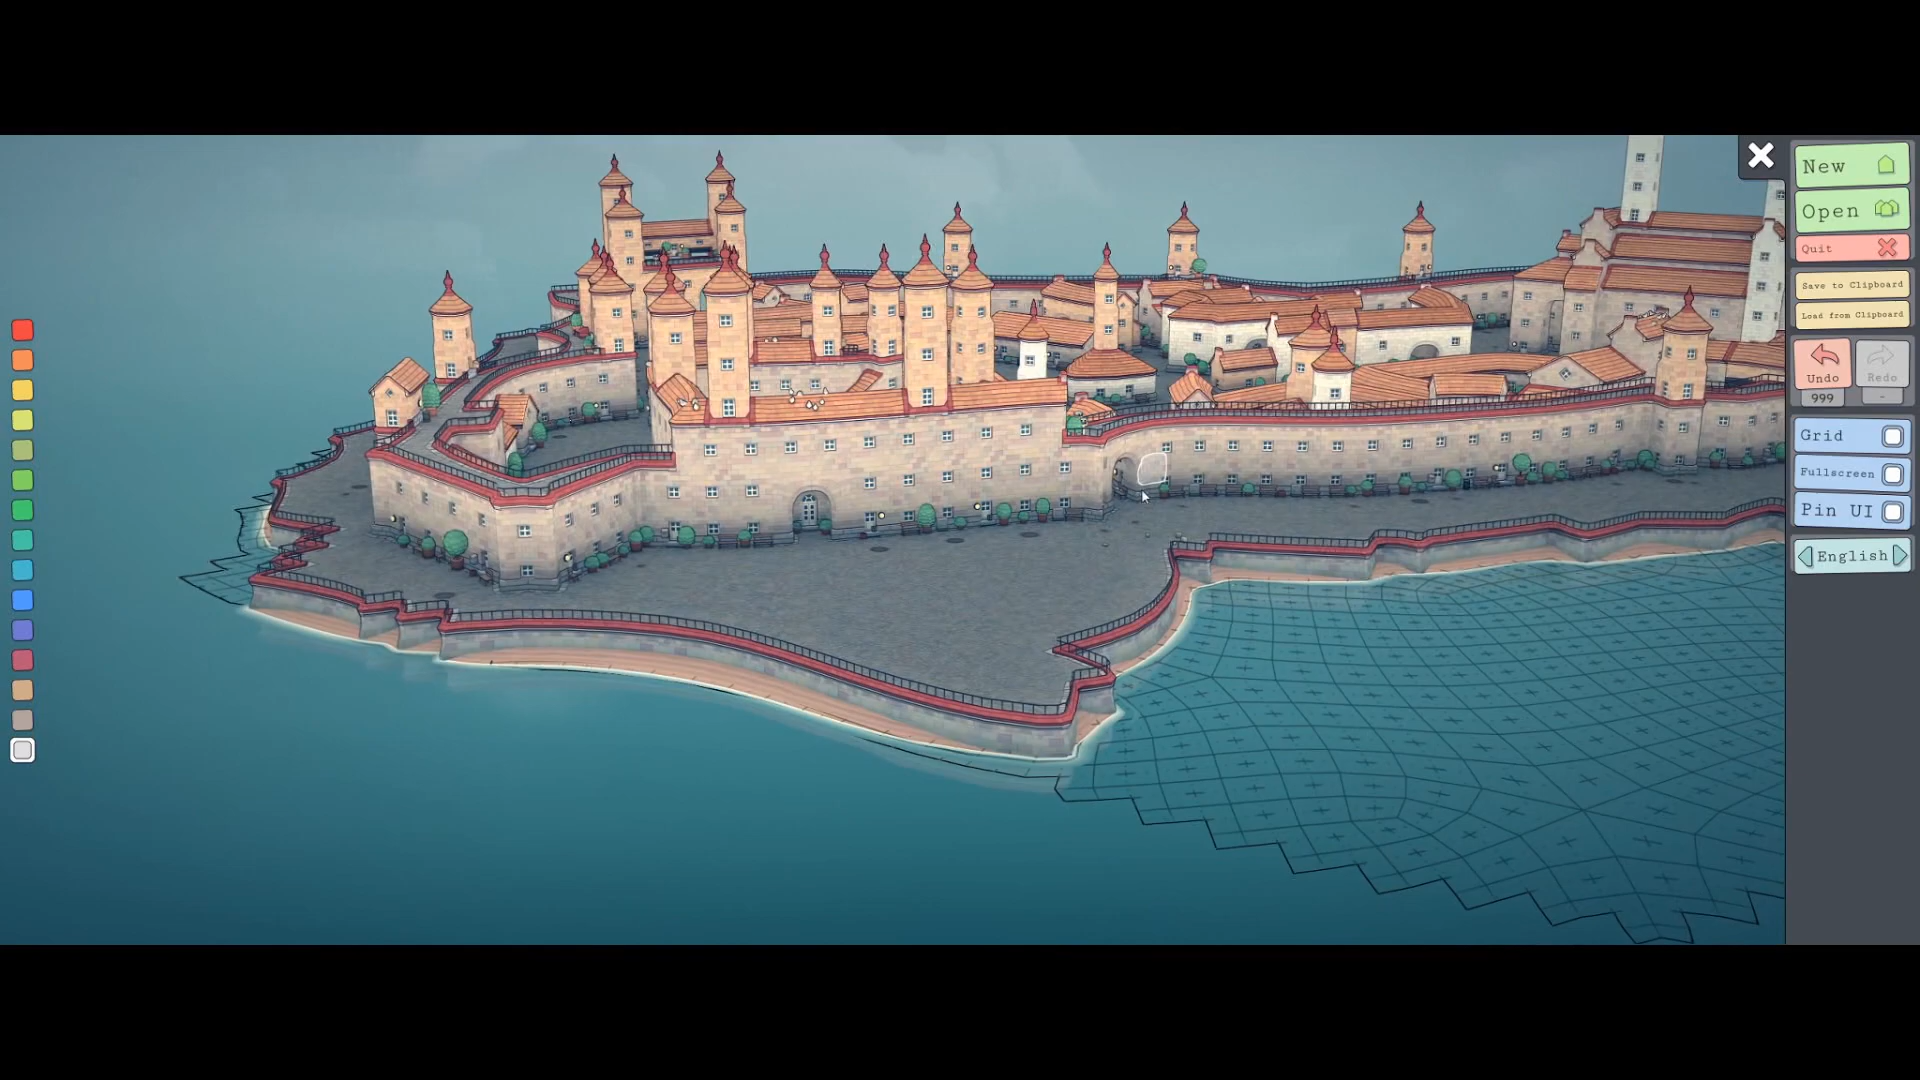 New
Open
Quit
Save to Clipboard
Load from Clipboard
Undo
Redo
999
-
Grid
Fullscreen
Pin UI
English